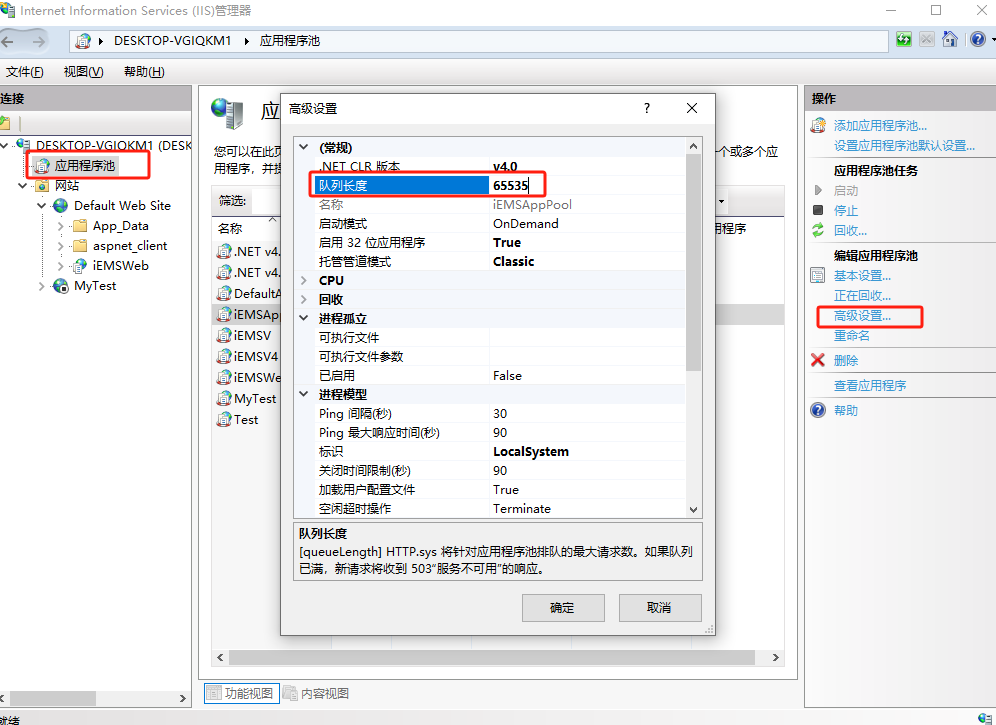 Internet Information Services (IIS)管理器
DESKTOP-VGIQKM1
应用程序池
文件(F)
视图(V)
帮助(H)
连接
DESKTOP-VGIQKM1 (DESK
应用程序池
网站
Default Web Site
App_Data
aspnet_client
iEMSWeb
MyTest
应
您可以在此页
用程序，并提
个或多个应
筛选:
名称
用程序
.NET v4.
.NET v4.
DefaultA
iEMSApp
iEMSV
iEMSV4
iEMSWe
MyTest
Test
高级设置
?
(常规)
.NET CLR 版本 v4.0
队列长度 65535
名称 iEMSAppPool
启动模式 OnDemand
启用 32 位应用程序 True
托管管道模式 Classic
CPU
回收
进程孤立
可执行文件
可执行文件参数
已启用 False
进程模型
Ping 间隔(秒) 30
Ping 最大响应时间(秒) 90
标识 LocalSystem
关闭时间限制(秒) 90
加载用户配置文件 True
空闲超时操作 Terminate
队列长度
[queueLength] HTTP.sys 将针对应用程序池排队的最大请求数。如果队列
已满，新请求将收到 503“服务不可用”的响应。
确定
取消
功能视图
内容视图
操作
添加应用程序池...
设置应用程序池默认设置...
应用程序池任务
启动
停止
回收...
编辑应用程序池
基本设置...
正在回收...
高级设置...
重命名
删除
查看应用程序
帮助
就绪